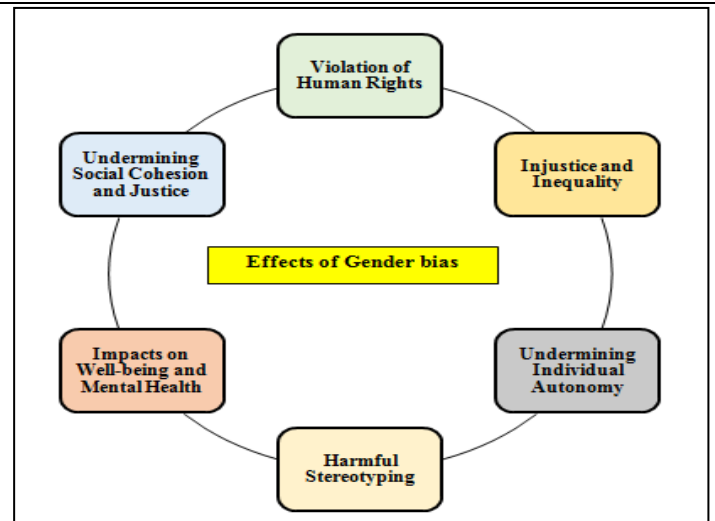 Violation of
Human Rights
Undermining
Social Cohesion
and Justice
Injustice and
Inequality
Effects of Gender bias
Impacts on
Well-being and
Mental Health
Undermining
Individual
Autonomy
Harmful
Stereotyping